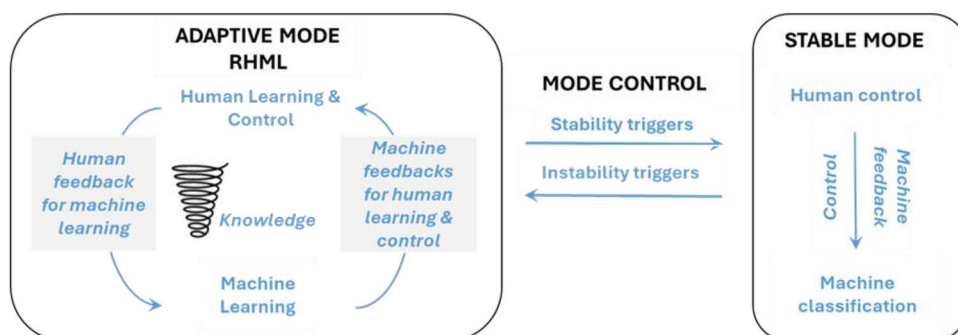 ADAPTIVE MODE
RHML
Human Learning &
Control
Human
feedback
for machine
learning
Knowledge
Machine
feedbacks
for human
learning &
control
Machine
Learning
MODE CONTROL
Stability triggers
Instability triggers
STABLE MODE
Human control
Control
Machine
feedback
Machine
classification